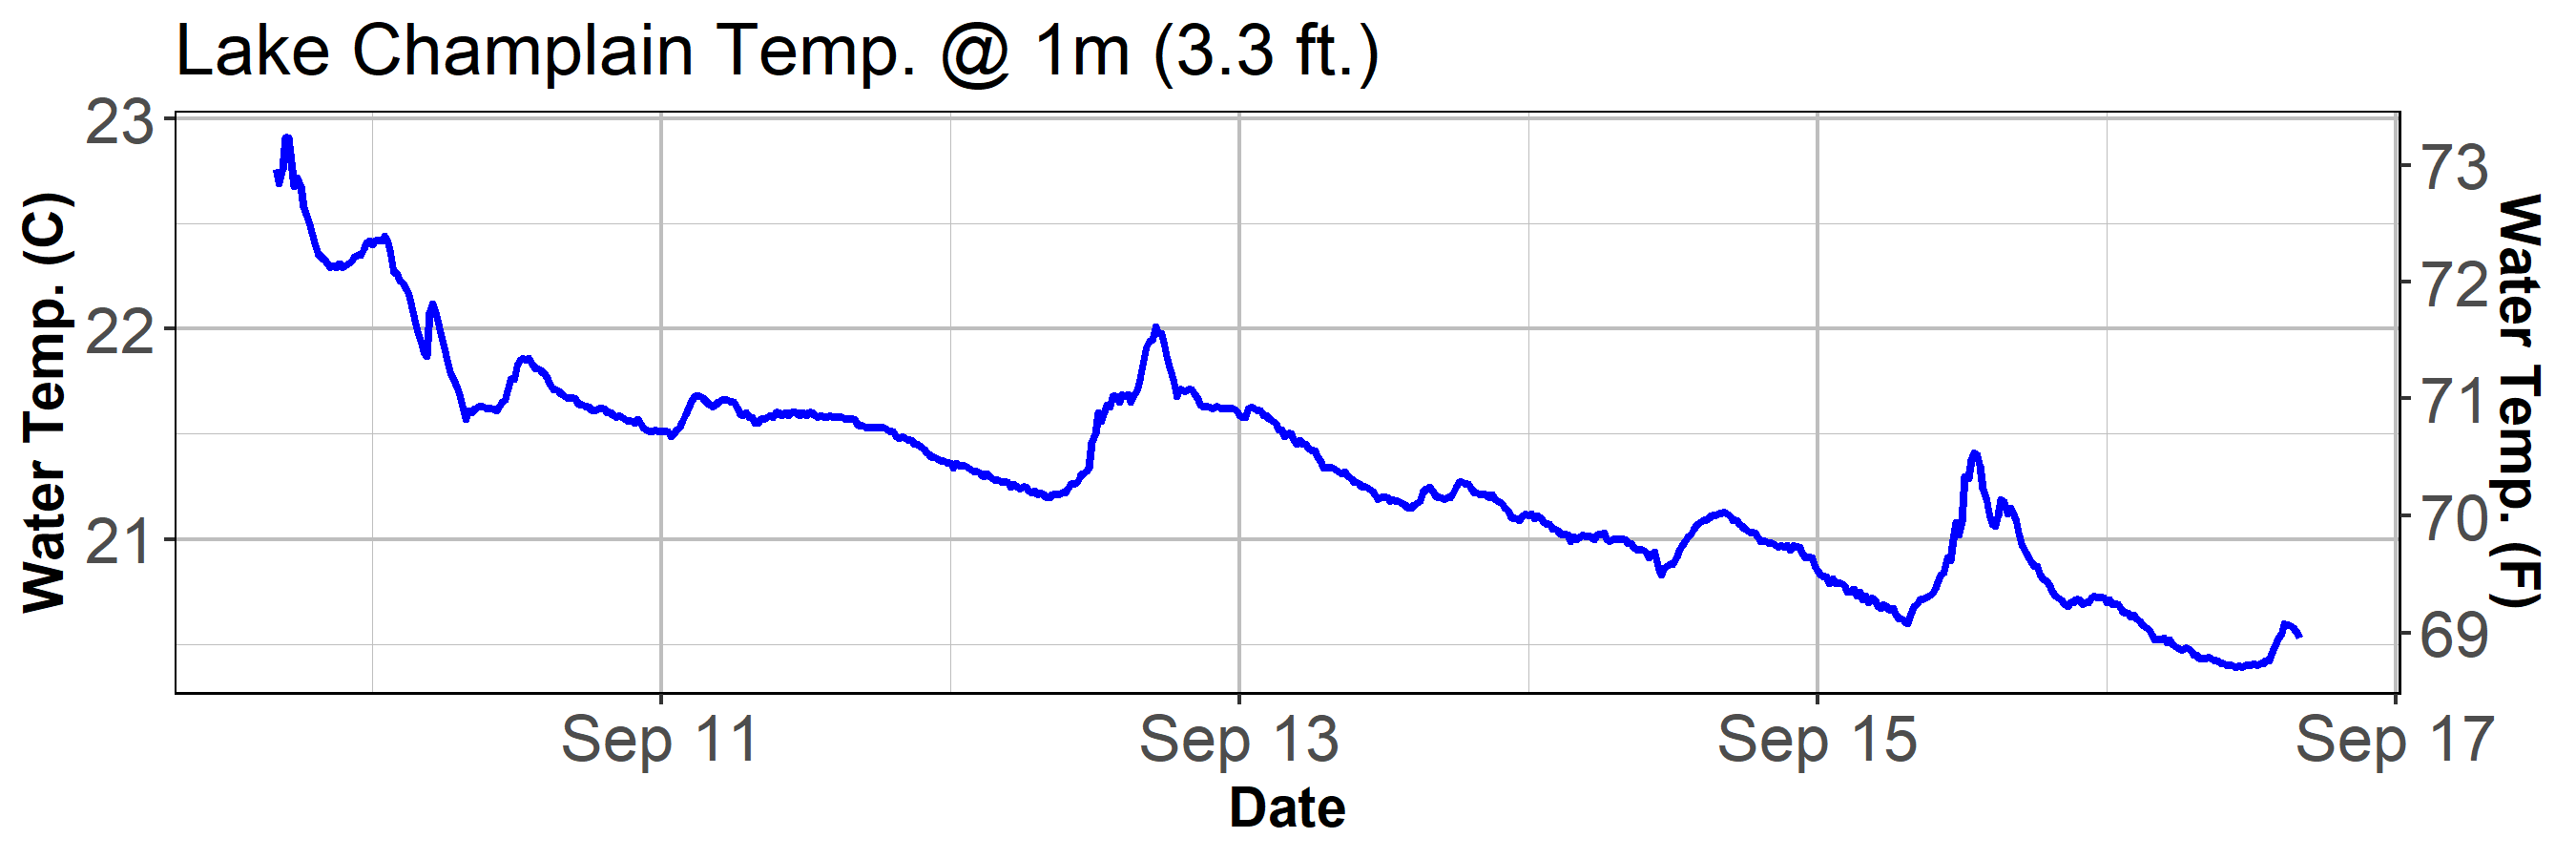 Lake Champlain Temp. @ 1m (3.3 ft.)
Water Temp. (C)
23
22
21
73
72
71
70
69
Water Temp. (F)
Sep 11
Sep 13
Sep 15
Sep 17
Date